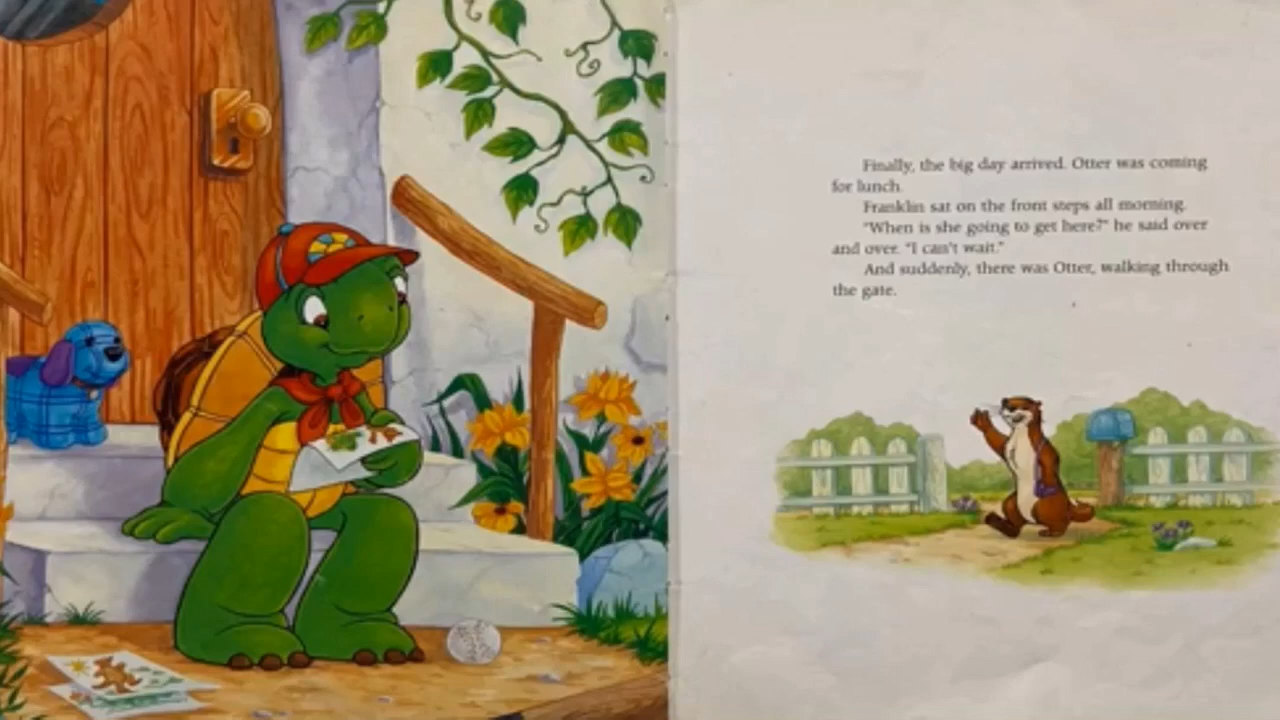 Finally, the big day arrived. Otter was coming
for lunch.
Franklin sat on the front steps all morning.
"When is she going to get here?" he said over
and over. "I can't wait."
And suddenly, there was Otter, walking through
the gate.